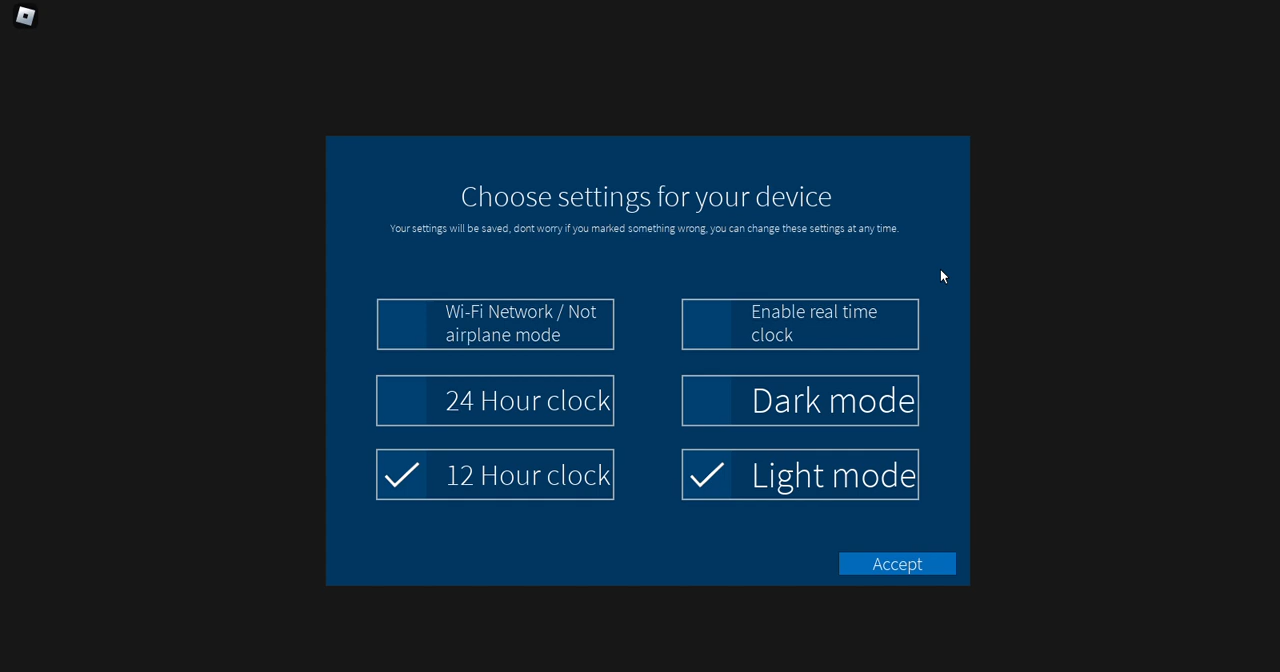 Choose settings for your device
Your settings will be saved, dont worry if you marked something wrong, you can change these settings at any time.
Wi-Fi Network / Not
airplane mode
Enable real time
clock
24 Hour clock
Dark mode
12 Hour clock
Light mode
Accept